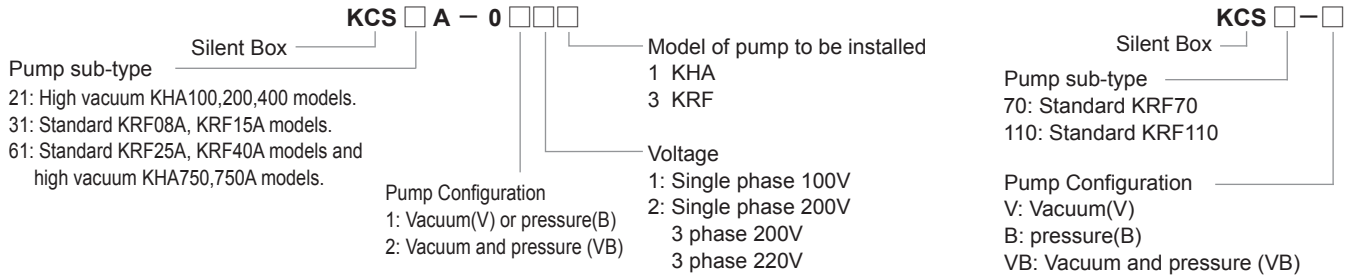 KCS □ A － 0 □□□
Silent Box
Pump sub-type
21: High vacuum KHA100,200,400 models.
31: Standard KRF08A, KRF15A models.
61: Standard KRF25A, KRF40A models and
high vacuum KHA750,750A models.
Pump Configuration
1: Vacuum(V) or pressure(B)
2: Vacuum and pressure (VB)
Model of pump to be installed
1 KHA
3 KRF
Voltage
1: Single phase 100V
2: Single phase 200V
3 phase 200V
3 phase 220V
KCS □－□
Silent Box
Pump sub-type
70: Standard KRF70
110: Standard KRF110
Pump Configuration
V: Vacuum(V)
B: pressure(B)
VB: Vacuum and pressure (VB)